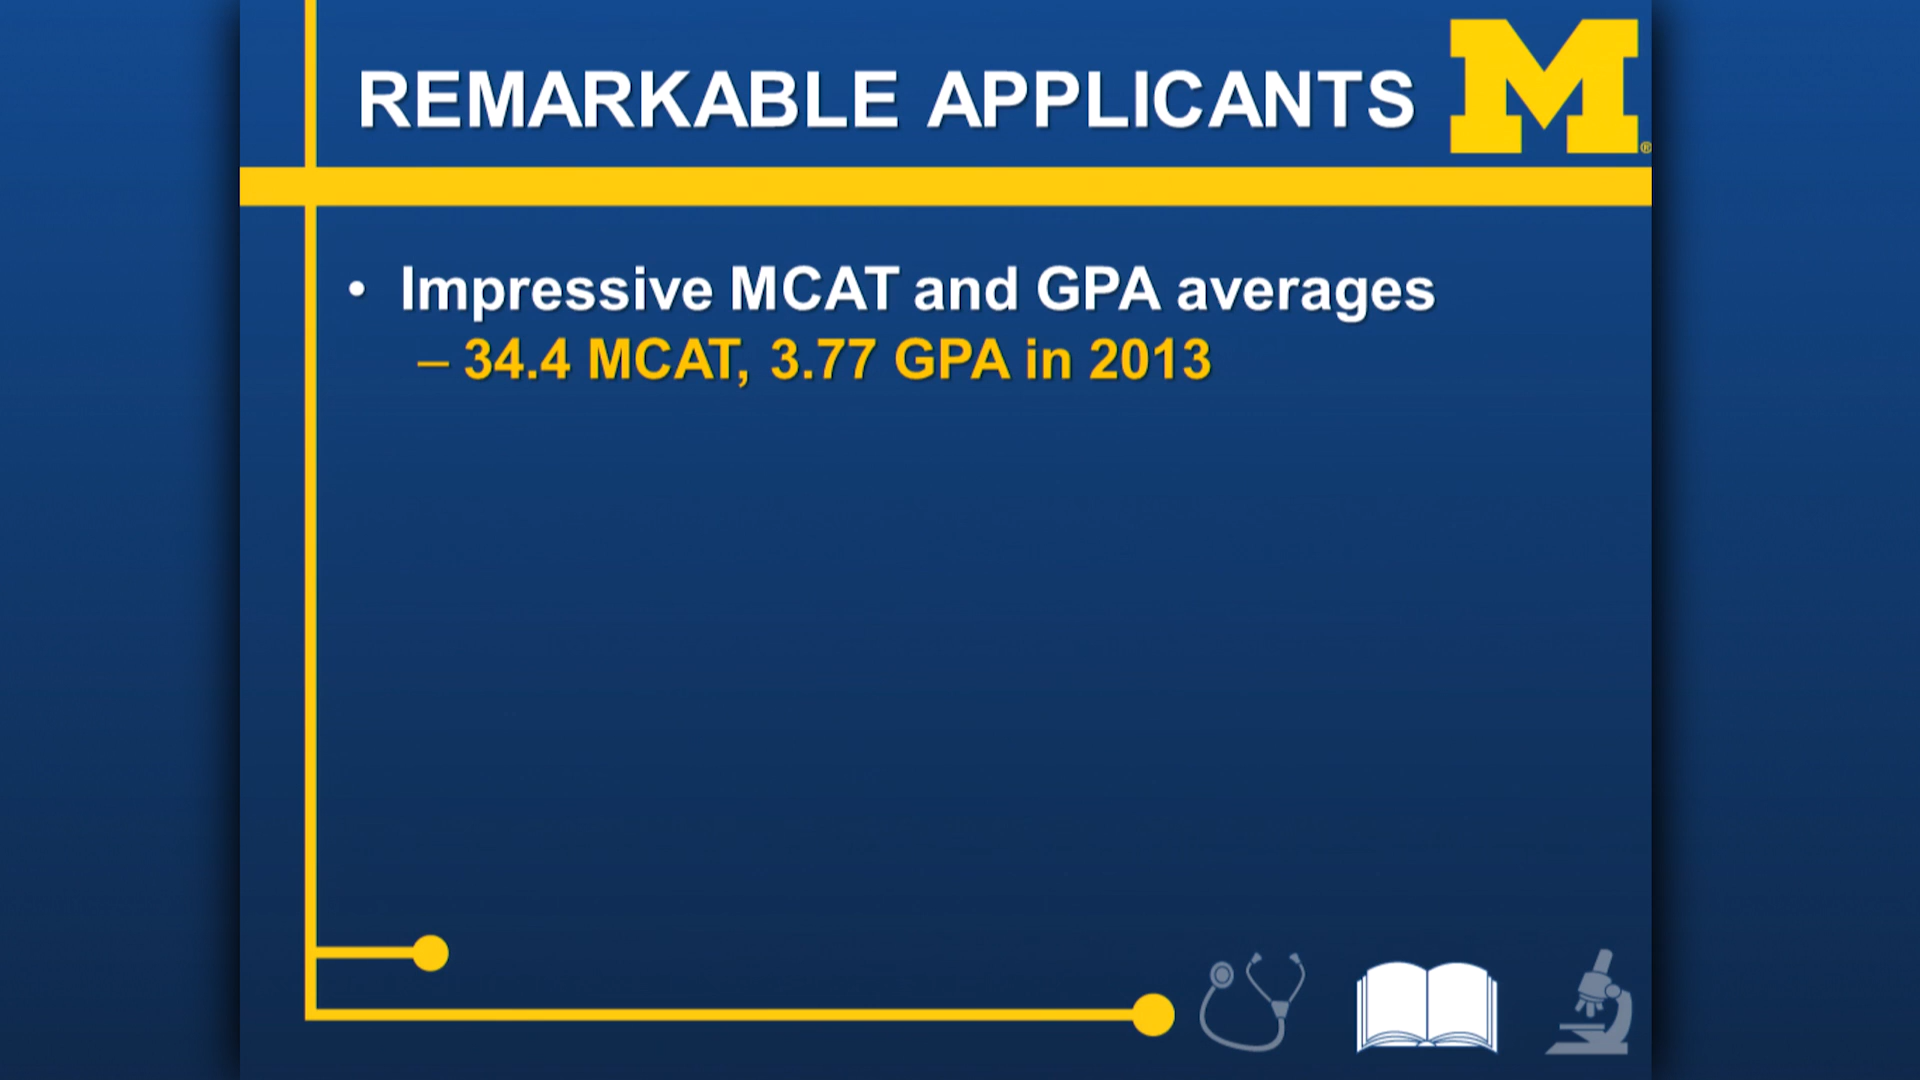 REMARKABLE APPLICANTS
M®
• Impressive MCAT and GPA averages
– 34.4 MCAT, 3.77 GPA in 2013